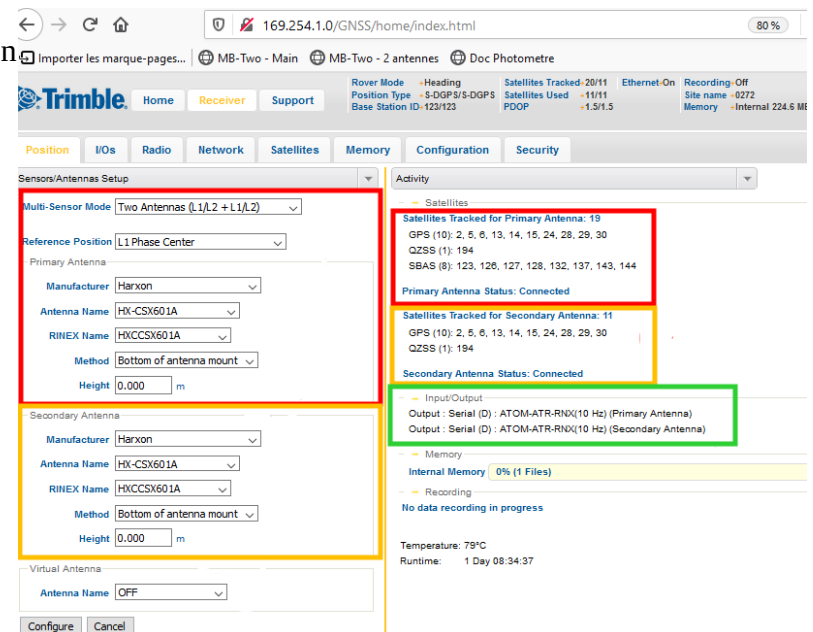 169.254.1.0/GNSS/home/index.html
80 %
n
Importer les marque-pages...
MB-Two - Main
MB-Two - 2 antennes
Doc Photometre
Trimble.
Home
Receiver
Support
Rover Mode Heading
Position Type S-DGPS/S-DGPS
Base Station ID 123/123
Satellites Tracked 20/11
Satellites Used 11/11
PDOP 1.5/1.5
Ethernet On
Recording Off
Site name 0272
Memory Internal 224.6 MB
Position
I/Os
Radio
Network
Satellites
Memory
Configuration
Security
Sensors/Antennas Setup
Multi-Sensor Mode Two Antennas (L1/L2 + L1/L2)
Reference Position L1 Phase Center
Primary Antenna
Manufacturer Harxon
Antenna Name HX-CSX601A
RINEX Name HXCCSX601A
Method Bottom of antenna mount
Height 0.000 m
Secondary Antenna
Manufacturer Harxon
Antenna Name HX-CSX601A
RINEX Name HXCCSX601A
Method Bottom of antenna mount
Height 0.000 m
Virtual Antenna
Antenna Name OFF
Configure
Cancel
Activity
Satellites
Satellites Tracked for Primary Antenna: 19
GPS (10): 2, 5, 6, 13, 14, 15, 24, 28, 29, 30
QZSS (1): 194
SBAS (8): 123, 126, 127, 128, 132, 137, 143, 144
Primary Antenna Status: Connected
Satellites Tracked for Secondary Antenna: 11
GPS (10): 2, 5, 6, 13, 14, 15, 24, 28, 29, 30
QZSS (1): 194
Secondary Antenna Status: Connected
Input/Output
Output : Serial (D) : ATOM-ATR-RNX(10 Hz) (Primary Antenna)
Output : Serial (D) : ATOM-ATR-RNX(10 Hz) (Secondary Antenna)
Memory
Internal Memory 0% (1 Files)
Recording
No data recording in progress
Temperature: 79°C
Runtime: 1 Day 08:34:37